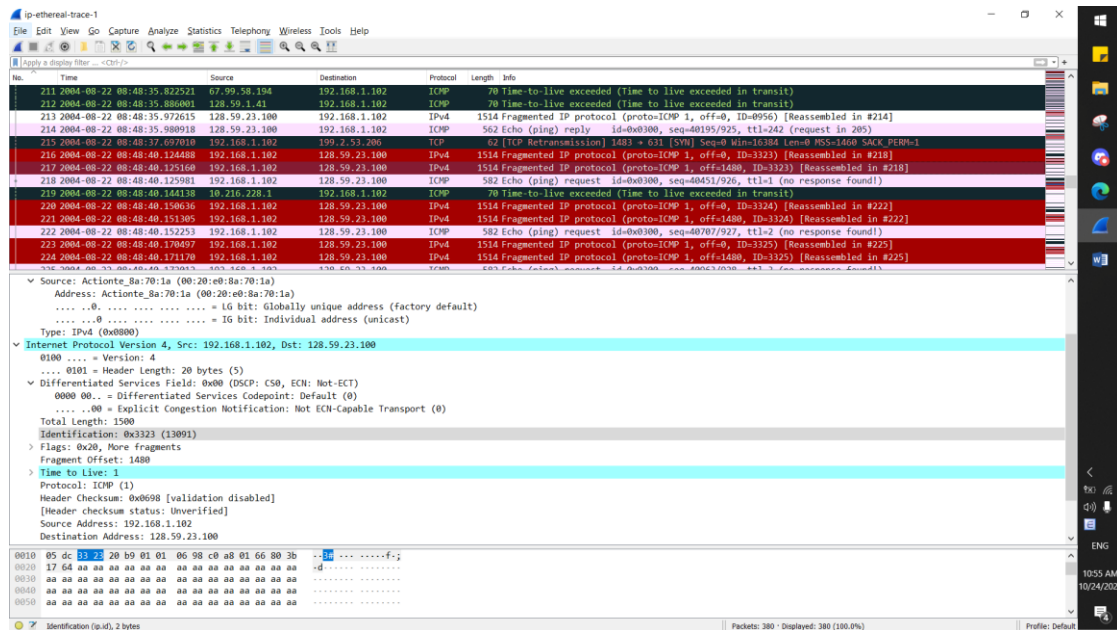 ip-ethereal-trace-1
File Edit View Go Capture Analyze Statistics Telephony Wireless Tools Help
Apply a display filter ... <Ctrl-/>
No. Time Source Destination Protocol Length Info
211 2004-08-22 08:48:35.822521 67.99.58.194 192.168.1.102 ICMP 70 Time-to-live exceeded (Time to live exceeded in transit)
212 2004-08-22 08:48:35.886001 128.59.1.41 192.168.1.102 ICMP 70 Time-to-live exceeded (Time to live exceeded in transit)
213 2004-08-22 08:48:35.972615 128.59.23.100 192.168.1.102 IPv4 1514 Fragmented IP protocol (proto=ICMP 1, off=0, ID=0956) [Reassembled in #214]
214 2004-08-22 08:48:35.980918 128.59.23.100 192.168.1.102 ICMP 562 Echo (ping) reply id=0x0300, seq=40195/925, ttl=242 (request in 205)
215 2004-08-22 08:48:37.697010 192.168.1.102 199.2.53.206 TCP 62 [TCP Retransmission] 1483 → 631 [SYN] Seq=0 Win=16384 Len=0 MSS=1460 SACK_PERM=1
216 2004-08-22 08:48:40.124488 192.168.1.102 128.59.23.100 IPv4 1514 Fragmented IP protocol (proto=ICMP 1, off=0, ID=3323) [Reassembled in #218]
217 2004-08-22 08:48:40.125160 192.168.1.102 128.59.23.100 IPv4 1514 Fragmented IP protocol (proto=ICMP 1, off=1480, ID=3323) [Reassembled in #218]
218 2004-08-22 08:48:40.125981 192.168.1.102 128.59.23.100 ICMP 582 Echo (ping) request id=0x0300, seq=40451/926, ttl=1 (no response found!)
219 2004-08-22 08:48:40.144138 10.216.228.1 192.168.1.102 ICMP 70 Time-to-live exceeded (Time to live exceeded in transit)
220 2004-08-22 08:48:40.150636 192.168.1.102 128.59.23.100 IPv4 1514 Fragmented IP protocol (proto=ICMP 1, off=0, ID=3324) [Reassembled in #222]
221 2004-08-22 08:48:40.151305 192.168.1.102 128.59.23.100 IPv4 1514 Fragmented IP protocol (proto=ICMP 1, off=1480, ID=3324) [Reassembled in #222]
222 2004-08-22 08:48:40.152253 192.168.1.102 128.59.23.100 ICMP 582 Echo (ping) request id=0x0300, seq=40707/927, ttl=2 (no response found!)
223 2004-08-22 08:48:40.170497 192.168.1.102 128.59.23.100 IPv4 1514 Fragmented IP protocol (proto=ICMP 1, off=0, ID=3325) [Reassembled in #225]
224 2004-08-22 08:48:40.171170 192.168.1.102 128.59.23.100 IPv4 1514 Fragmented IP protocol (proto=ICMP 1, off=1480, ID=3325) [Reassembled in #225]
Source: Actionte_8a:70:1a (00:20:e0:8a:70:1a)
Address: Actionte_8a:70:1a (00:20:e0:8a:70:1a)
.... ..0. .... .... .... .... = LG bit: Globally unique address (factory default)
.... ...0 .... .... .... .... = IG bit: Individual address (unicast)
Type: IPv4 (0x0800)
Internet Protocol Version 4, Src: 192.168.1.102, Dst: 128.59.23.100
0100 .... = Version: 4
.... 0101 = Header Length: 20 bytes (5)
Differentiated Services Field: 0x00 (DSCP: CS0, ECN: Not-ECT)
0000 00.. = Differentiated Services Codepoint: Default (0)
.... ..00 = Explicit Congestion Notification: Not ECN-Capable Transport (0)
Total Length: 1500
Identification: 0x3323 (13091)
Flags: 0x20, More fragments
Fragment Offset: 1480
Time to Live: 1
Protocol: ICMP (1)
Header Checksum: 0x0698 [validation disabled]
[Header checksum status: Unverified]
Source Address: 192.168.1.102
Destination Address: 128.59.23.100
0010 05 dc 33 23 20 b9 01 01 06 98 c0 a8 01 66 80 3b ··3# ··· ·····f·;
0020 17 64 aa aa aa aa aa aa aa aa aa aa aa aa aa aa ·d······ ········
0030 aa aa aa aa aa aa aa aa aa aa aa aa aa aa aa aa ········ ········
0040 aa aa aa aa aa aa aa aa aa aa aa aa aa aa aa aa ········ ········
0050 aa aa aa aa aa aa aa aa aa aa aa aa aa aa aa aa ········ ········
Identification (ip.id), 2 bytes
Packets: 380 · Displayed: 380 (100.0%)
Profile: Default
ENG
10:55 AM
10/24/202